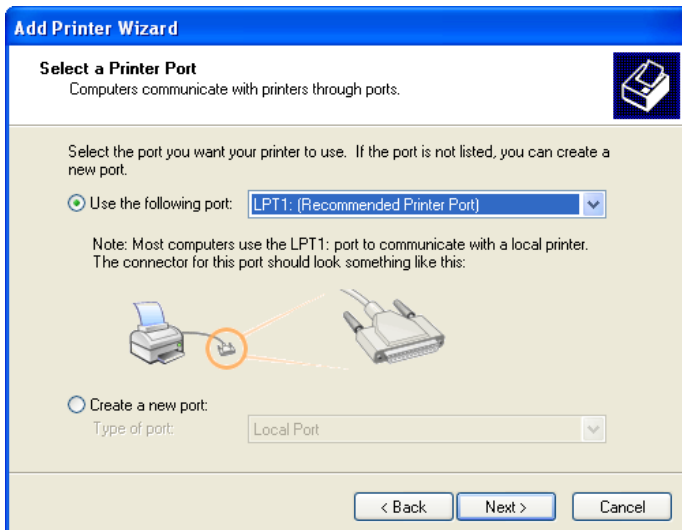 Add Printer Wizard
Select a Printer Port
Computers communicate with printers through ports.
Select the port you want your printer to use. If the port is not listed, you can create a
new port.
Use the following port: LPT1: (Recommended Printer Port)
Note: Most computers use the LPT1: port to communicate with a local printer.
The connector for this port should look something like this:
Create a new port:
Type of port: Local Port
< Back Next > Cancel